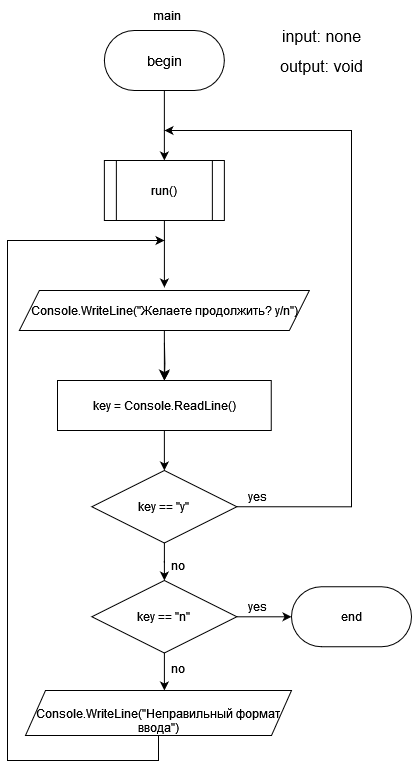 main
input: none
begin
output: void
run()
Console.WriteLine("Желаете продолжить? y/n")
key = Console.ReadLine()
key == "y"
yes
no
key == "n"
yes
end
no
Console.WriteLine("Неправильный формат
ввода")